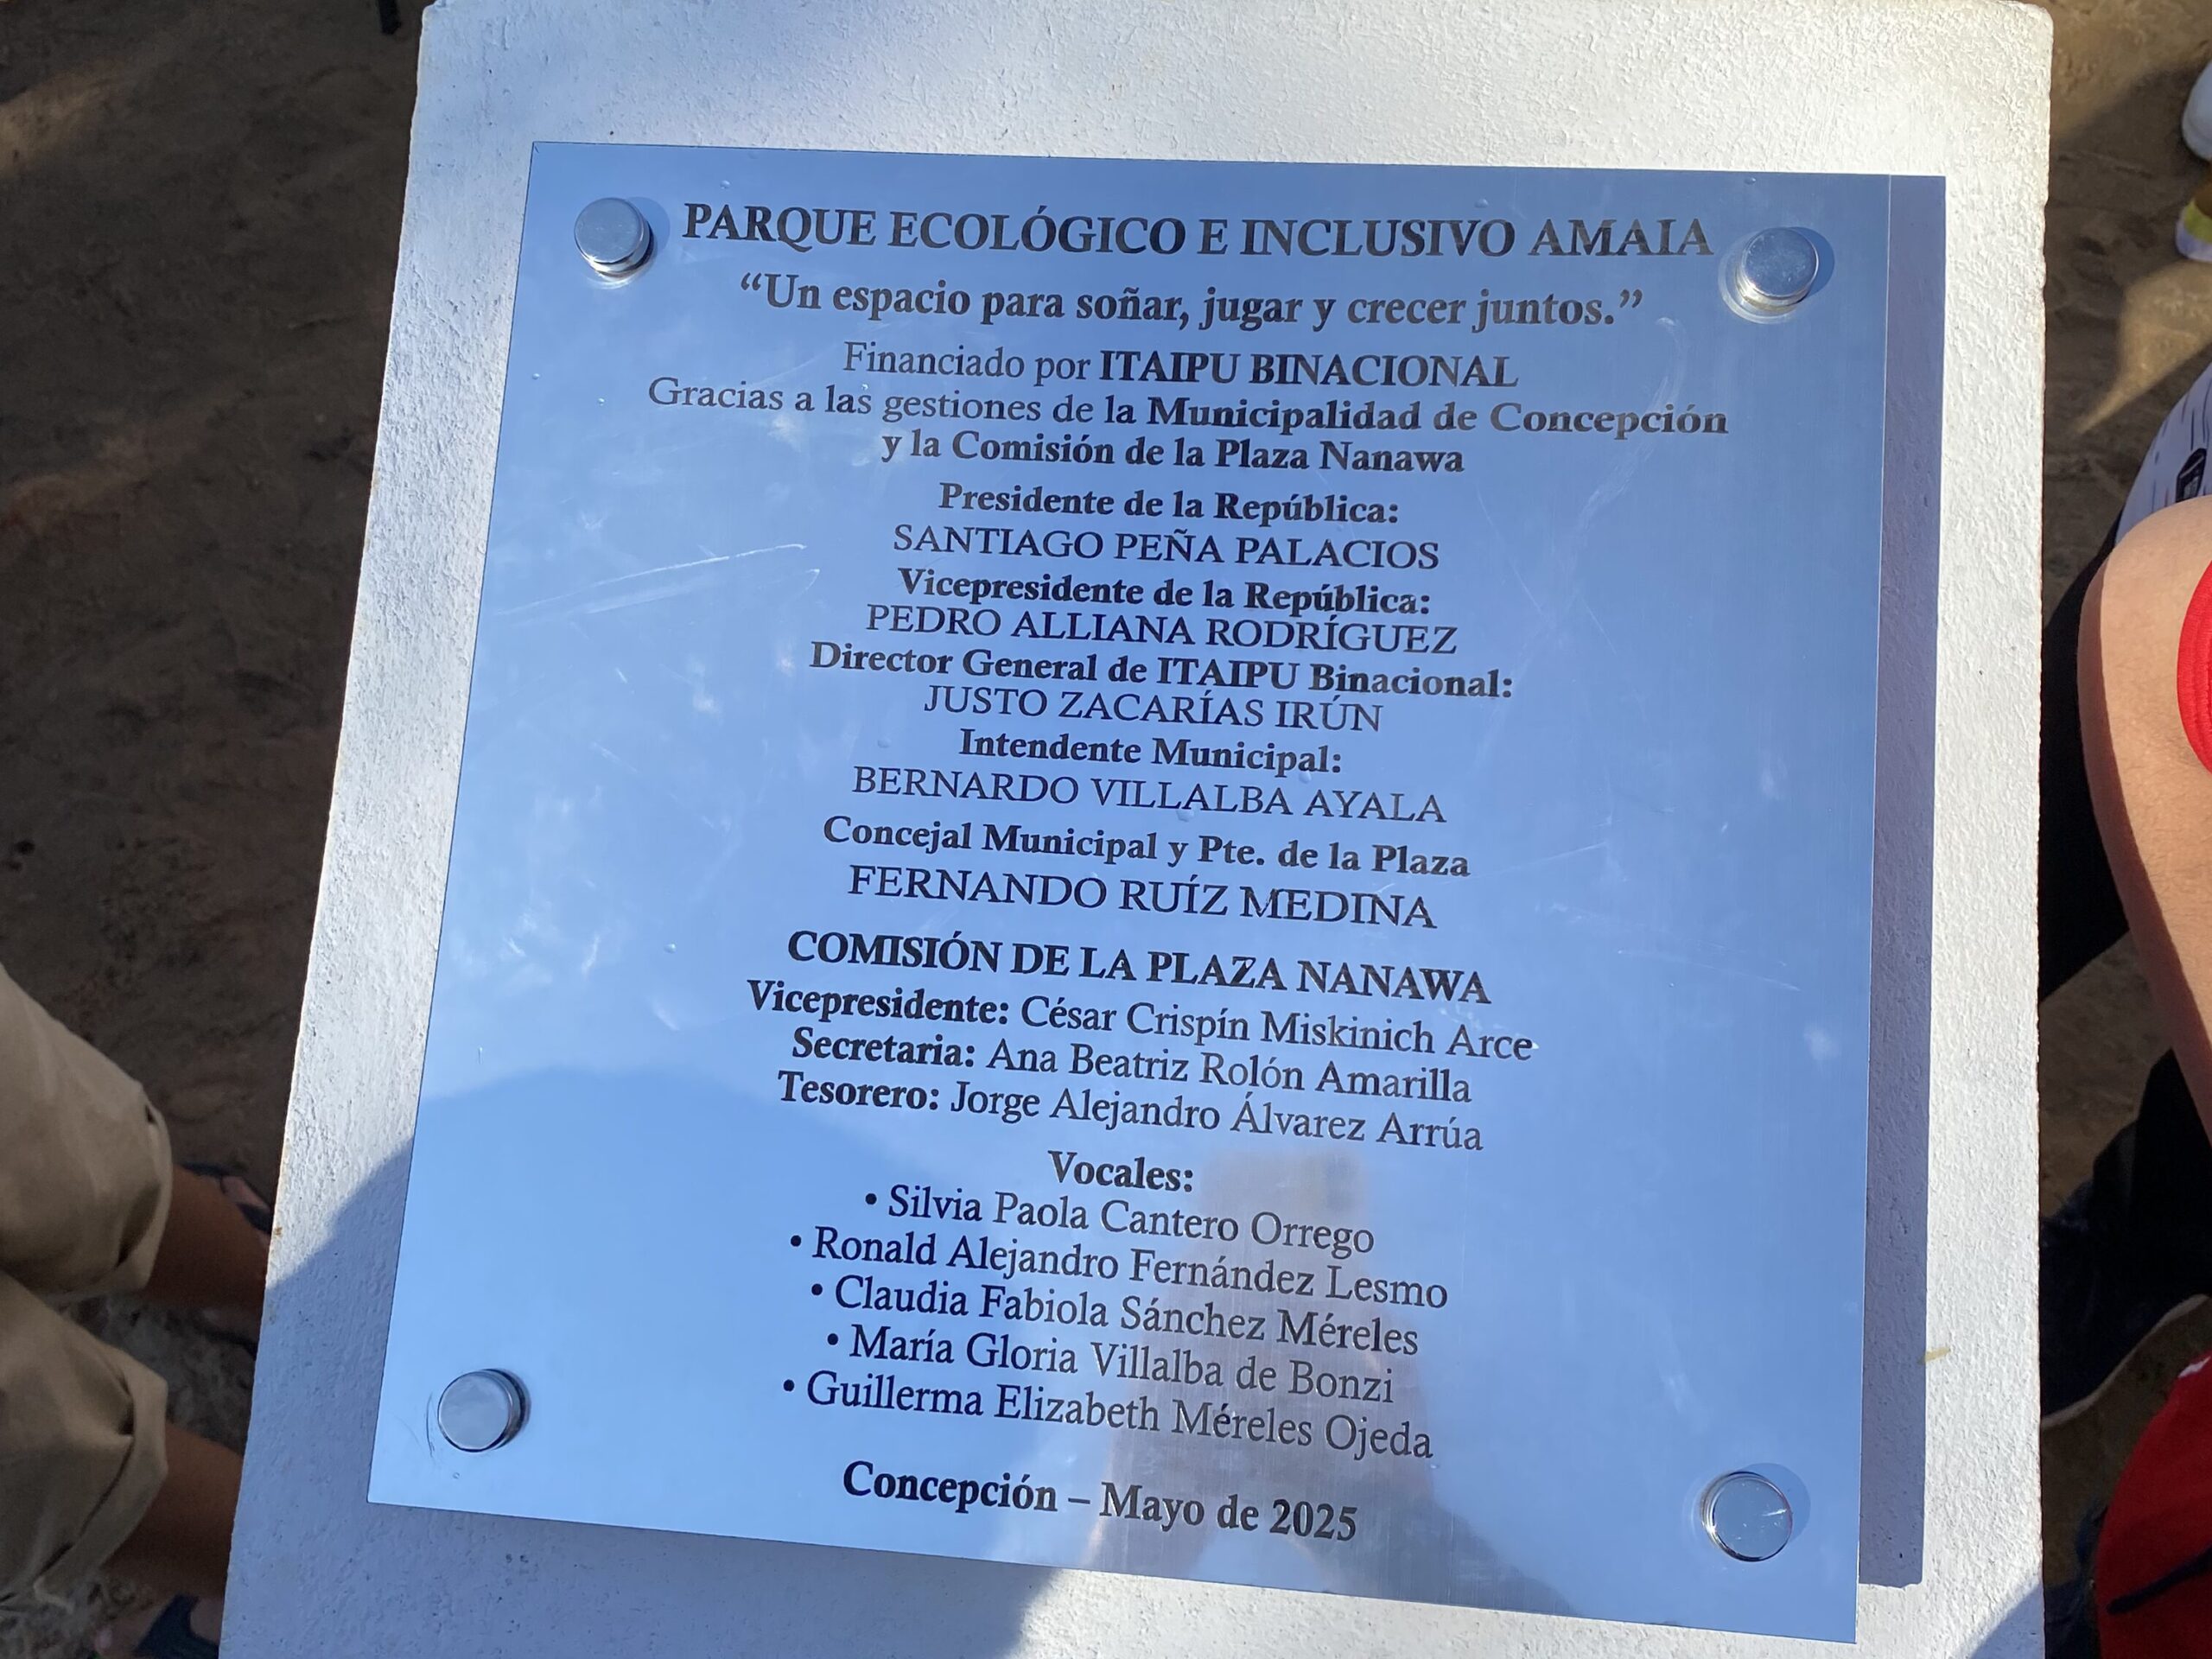 PARQUE ECOLÓGICO E INCLUSIVO AMAIA
“Un espacio para soñar, jugar y crecer juntos.”
Financiado por ITAIPU BINACIONAL
Gracias a las gestiones de la Municipalidad de Concepción
y la Comisión de la Plaza Nanawa
Presidente de la República:
SANTIAGO PEÑA PALACIOS
Vicepresidente de la República:
PEDRO ALLIANA RODRÍGUEZ
Director General de ITAIPU Binacional:
JUSTO ZACARÍAS IRÚN
Intendente Municipal:
BERNARDO VILLALBA AYALA
Concejal Municipal y Pte. de la Plaza
FERNANDO RUÍZ MEDINA
COMISIÓN DE LA PLAZA NANAWA
Vicepresidente: César Crispín Miskinich Arce
Secretaria: Ana Beatriz Rolón Amarilla
Tesorero: Jorge Alejandro Álvarez Arrúa
Vocales:
• Silvia Paola Cantero Orrego
• Ronald Alejandro Fernández Lesmo
• Claudia Fabiola Sánchez Méreles
• María Gloria Villalba de Bonzi
• Guillerma Elizabeth Méreles Ojeda
Concepción – Mayo de 2025